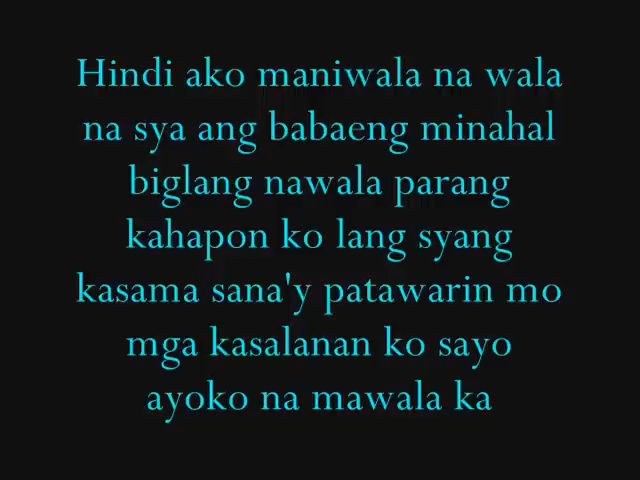 Hindi ako maniwala na wala
na sya ang babaeng minahal
biglang nawala parang
kahapon ko lang syang
kasama sana'y patawarin mo
mga kasalanan ko sayo
ayoko na mawala ka